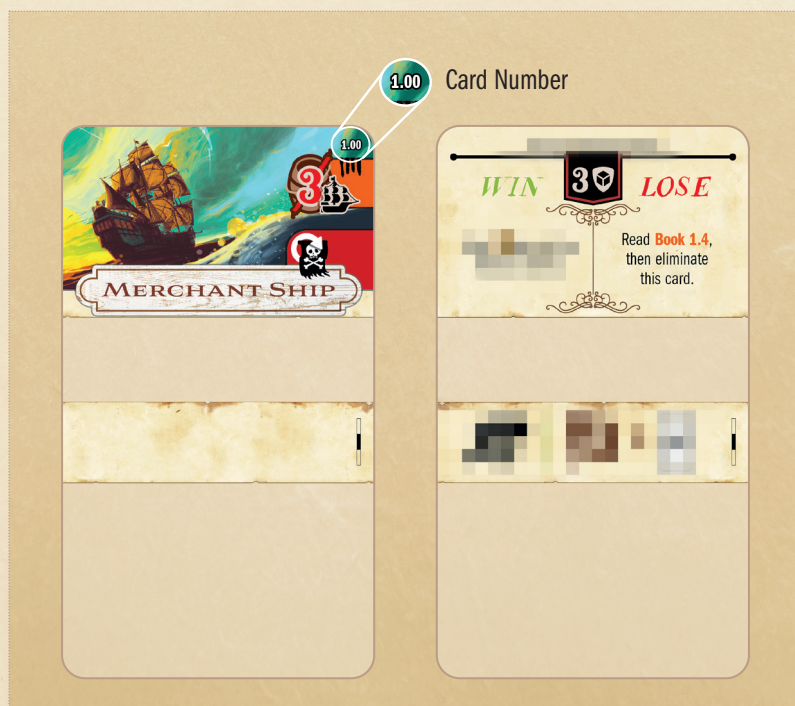 1.00 Card Number
1.00
3
MERCHANT SHIP
WIN 3 LOSE
Read Book 1.4,
then eliminate
this card.